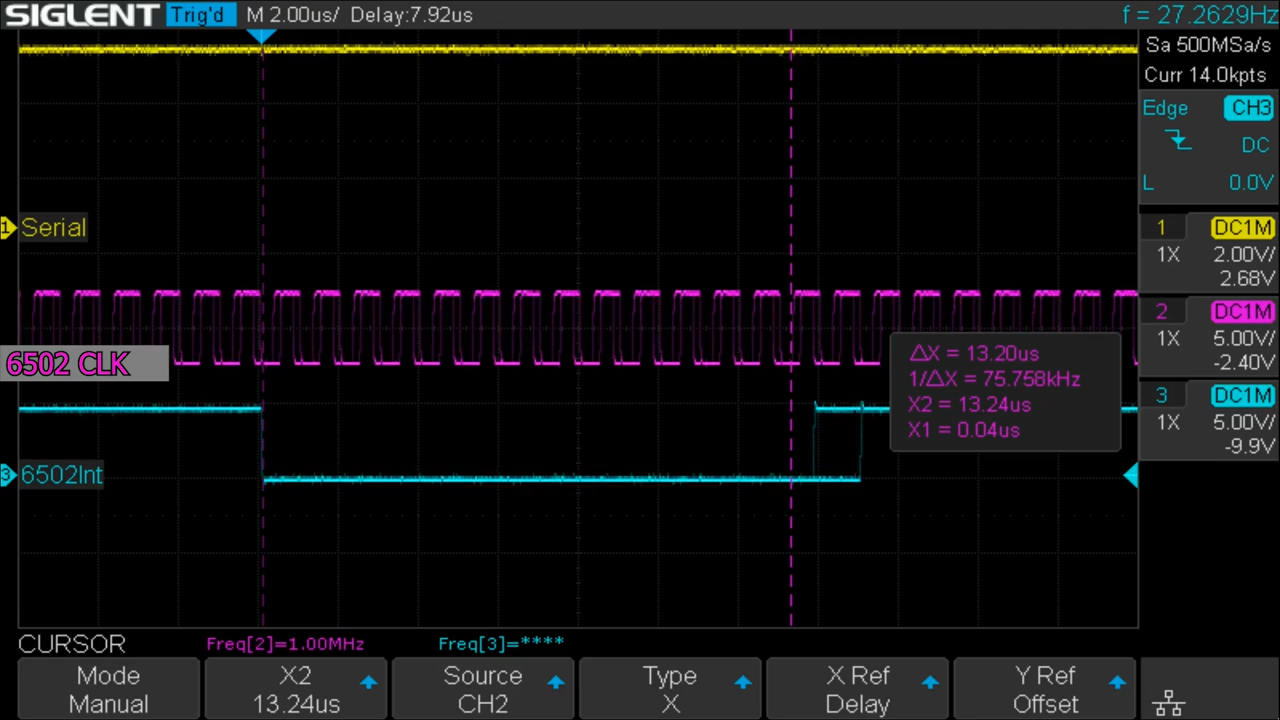 SIGLENT Trig'd M 2.00us/ Delay:7.92us f = 27.2629Hz
Sa 500MSa/s
Curr 14.0kpts
Edge CH3
DC
L 0.0V
1 DC1M
1X 2.00V/
2.68V
2 DC1M
1X 5.00V/
-2.40V
3 DC1M
1X 5.00V/
-9.9V
1 Serial
6502 CLK
3 6502Int
ΔX = 13.20us
1/ΔX = 75.758kHz
X2 = 13.24us
X1 = 0.04us
CURSOR Freq[2]=1.00MHz Freq[3]=****
Mode
Manual
X2
13.24us
Source
CH2
Type
X
X Ref
Delay
Y Ref
Offset